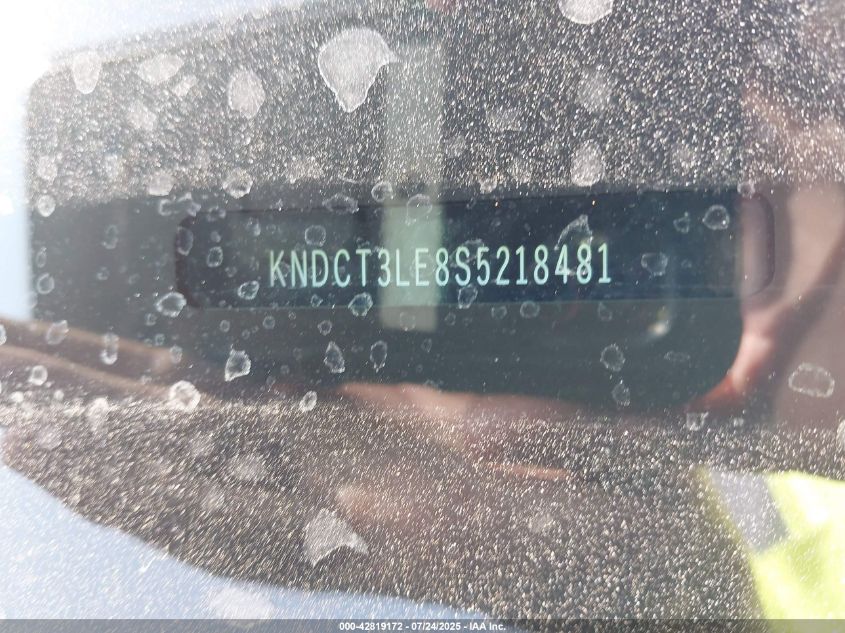 KNDCT3LE8S5218481
000-42819172 - 07/24/2025 - IAA Inc.